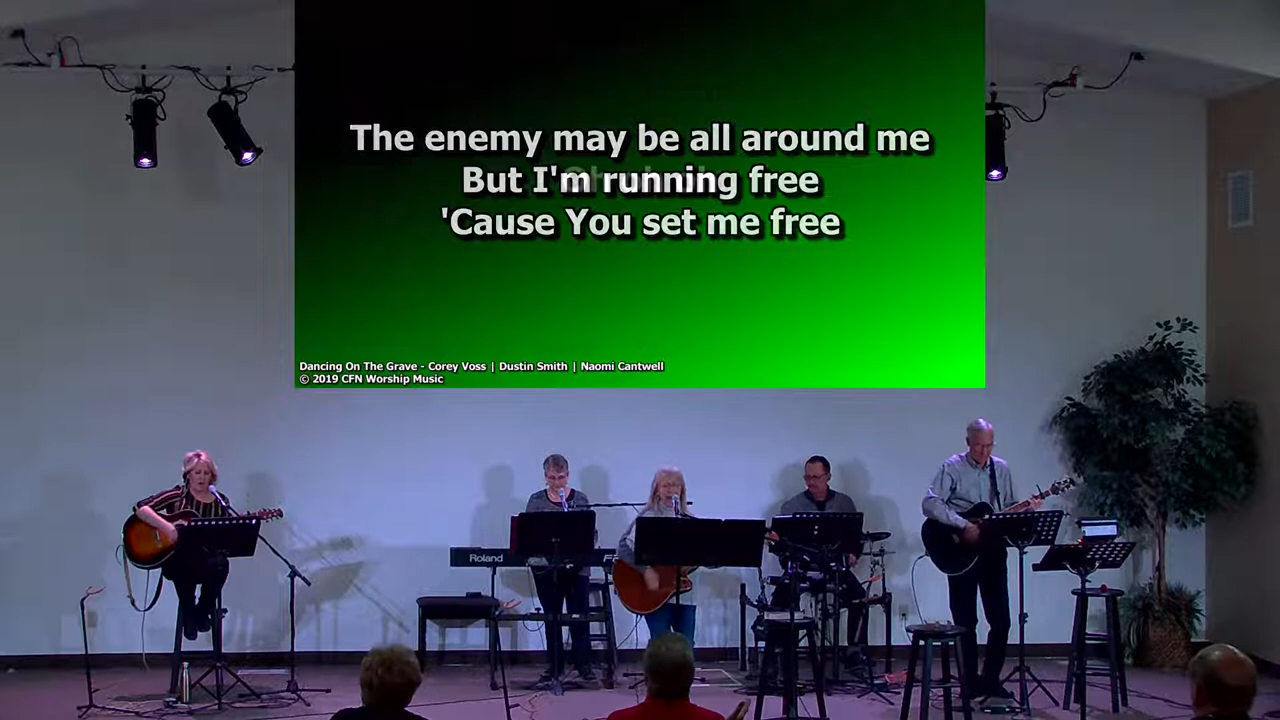 The enemy may be all around me
But I'm running free
'Cause You set me free
Dancing On The Grave - Corey Voss | Dustin Smith | Naomi Cantwell
© 2019 CFN Worship Music
Roland